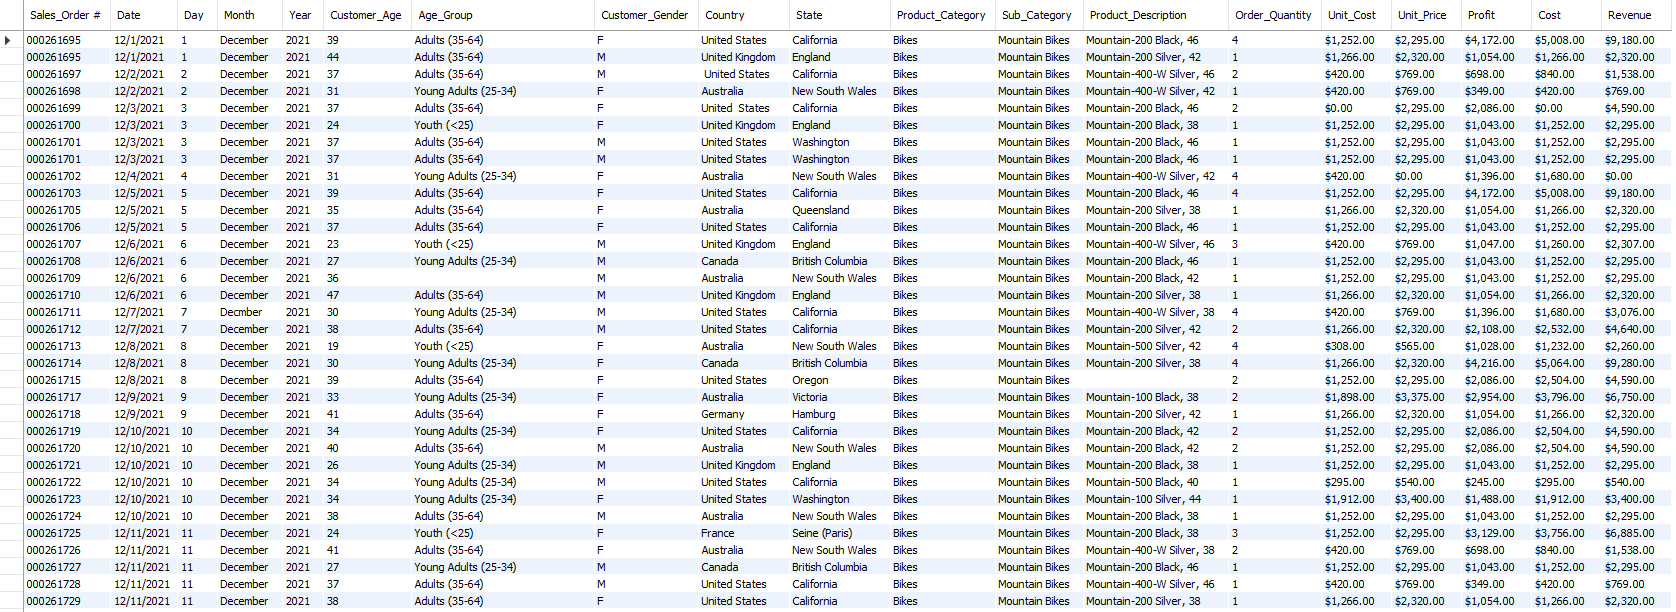 Sales_Order # Date Day Month Year Customer_Age Age_Group Customer_Gender Country State Product_Category Sub_Category Product_Description Order_Quantity Unit_Cost Unit_Price Profit Cost Revenue
000261695 12/1/2021 1 December 2021 39 Adults (35-64) F United States California Bikes Mountain Bikes Mountain-200 Black, 46 4 $1,252.00 $2,295.00 $4,172.00 $5,008.00 $9,180.00
000261695 12/1/2021 1 December 2021 44 Adults (35-64) M United Kingdom England Bikes Mountain Bikes Mountain-200 Silver, 42 1 $1,266.00 $2,320.00 $1,054.00 $1,266.00 $2,320.00
000261697 12/2/2021 2 December 2021 37 Adults (35-64) M United States California Bikes Mountain Bikes Mountain-400-W Silver, 46 2 $420.00 $769.00 $698.00 $840.00 $1,538.00
000261698 12/2/2021 2 December 2021 31 Young Adults (25-34) F Australia New South Wales Bikes Mountain Bikes Mountain-400-W Silver, 42 1 $420.00 $769.00 $349.00 $420.00 $769.00
000261699 12/3/2021 3 December 2021 37 Adults (35-64) F United  States California Bikes Mountain Bikes Mountain-200 Black, 46 2 $0.00 $2,295.00 $2,086.00 $0.00 $4,590.00
000261700 12/3/2021 3 December 2021 24 Youth (<25) F United Kingdom England Bikes Mountain Bikes Mountain-200 Black, 38 1 $1,252.00 $2,295.00 $1,043.00 $1,252.00 $2,295.00
000261701 12/3/2021 3 December 2021 37 Adults (35-64) M United States Washington Bikes Mountain Bikes Mountain-200 Black, 46 1 $1,252.00 $2,295.00 $1,043.00 $1,252.00 $2,295.00
000261701 12/3/2021 3 December 2021 37 Adults (35-64) M United States Washington Bikes Mountain Bikes Mountain-200 Black, 46 1 $1,252.00 $2,295.00 $1,043.00 $1,252.00 $2,295.00
000261702 12/4/2021 4 December 2021 31 Young Adults (25-34) F Australia New South Wales Bikes Mountain Bikes Mountain-400-W Silver, 42 4 $420.00 $0.00 $1,396.00 $1,680.00 $0.00
000261703 12/5/2021 5 December 2021 39 Adults (35-64) F United States California Bikes Mountain Bikes Mountain-200 Black, 46 4 $1,252.00 $2,295.00 $4,172.00 $5,008.00 $9,180.00
000261705 12/5/2021 5 December 2021 35 Adults (35-64) F Australia Queensland Bikes Mountain Bikes Mountain-200 Silver, 38 1 $1,266.00 $2,320.00 $1,054.00 $1,266.00 $2,320.00
000261706 12/5/2021 5 December 2021 37 Adults (35-64) F United States California Bikes Mountain Bikes Mountain-200 Black, 42 1 $1,252.00 $2,295.00 $1,043.00 $1,252.00 $2,295.00
000261707 12/6/2021 6 December 2021 23 Youth (<25) M United Kingdom England Bikes Mountain Bikes Mountain-400-W Silver, 46 3 $420.00 $769.00 $1,047.00 $1,260.00 $2,307.00
000261708 12/6/2021 6 December 2021 27 Young Adults (25-34) M Canada British Columbia Bikes Mountain Bikes Mountain-200 Black, 46 1 $1,252.00 $2,295.00 $1,043.00 $1,252.00 $2,295.00
000261709 12/6/2021 6 December 2021 36 M Australia New South Wales Bikes Mountain Bikes Mountain-200 Black, 42 1 $1,252.00 $2,295.00 $1,043.00 $1,252.00 $2,295.00
000261710 12/6/2021 6 December 2021 47 Adults (35-64) M United Kingdom England Bikes Mountain Bikes Mountain-200 Silver, 38 1 $1,266.00 $2,320.00 $1,054.00 $1,266.00 $2,320.00
000261711 12/7/2021 7 Decmber 2021 30 Young Adults (25-34) M United States California Bikes Mountain Bikes Mountain-400-W Silver, 38 4 $420.00 $769.00 $1,396.00 $1,680.00 $3,076.00
000261712 12/7/2021 7 December 2021 38 Adults (35-64) M United States California Bikes Mountain Bikes Mountain-200 Silver, 42 2 $1,266.00 $2,320.00 $2,108.00 $2,532.00 $4,640.00
000261713 12/8/2021 8 December 2021 19 Youth (<25) F Australia New South Wales Bikes Mountain Bikes Mountain-500 Silver, 42 4 $308.00 $565.00 $1,028.00 $1,232.00 $2,260.00
000261714 12/8/2021 8 December 2021 30 Young Adults (25-34) F Canada British Columbia Bikes Mountain Bikes Mountain-200 Silver, 38 4 $1,266.00 $2,320.00 $4,216.00 $5,064.00 $9,280.00
000261715 12/8/2021 8 December 2021 39 Adults (35-64) F United States Oregon Bikes Mountain Bikes 2 $1,252.00 $2,295.00 $2,086.00 $2,504.00 $4,590.00
000261717 12/9/2021 9 December 2021 33 Young Adults (25-34) F Australia Victoria Bikes Mountain Bikes Mountain-100 Black, 38 2 $1,898.00 $3,375.00 $2,954.00 $3,796.00 $6,750.00
000261718 12/9/2021 9 December 2021 41 Adults (35-64) F Germany Hamburg Bikes Mountain Bikes Mountain-200 Silver, 42 1 $1,266.00 $2,320.00 $1,054.00 $1,266.00 $2,320.00
000261719 12/10/2021 10 December 2021 34 Young Adults (25-34) F United States California Bikes Mountain Bikes Mountain-200 Black, 42 2 $1,252.00 $2,295.00 $2,086.00 $2,504.00 $4,590.00
000261720 12/10/2021 10 December 2021 40 Adults (35-64) M Australia New South Wales Bikes Mountain Bikes Mountain-200 Black, 42 2 $1,252.00 $2,295.00 $2,086.00 $2,504.00 $4,590.00
000261721 12/10/2021 10 December 2021 26 Young Adults (25-34) M United Kingdom England Bikes Mountain Bikes Mountain-200 Black, 38 1 $1,252.00 $2,295.00 $1,043.00 $1,252.00 $2,295.00
000261722 12/10/2021 10 December 2021 34 Young Adults (25-34) M United States California Bikes Mountain Bikes Mountain-500 Black, 40 1 $295.00 $540.00 $245.00 $295.00 $540.00
000261723 12/10/2021 10 December 2021 34 Young Adults (25-34) F United States Washington Bikes Mountain Bikes Mountain-100 Silver, 44 1 $1,912.00 $3,400.00 $1,488.00 $1,912.00 $3,400.00
000261724 12/10/2021 10 December 2021 38 Adults (35-64) M Australia New South Wales Bikes Mountain Bikes Mountain-200 Black, 38 1 $1,252.00 $2,295.00 $1,043.00 $1,252.00 $2,295.00
000261725 12/11/2021 11 December 2021 24 Youth (<25) F France Seine (Paris) Bikes Mountain Bikes Mountain-200 Black, 38 3 $1,252.00 $2,295.00 $3,129.00 $3,756.00 $6,885.00
000261726 12/11/2021 11 December 2021 41 Adults (35-64) F Australia New South Wales Bikes Mountain Bikes Mountain-400-W Silver, 38 2 $420.00 $769.00 $698.00 $840.00 $1,538.00
000261727 12/11/2021 11 December 2021 27 Young Adults (25-34) M Canada British Columbia Bikes Mountain Bikes Mountain-200 Black, 46 1 $1,252.00 $2,295.00 $1,043.00 $1,252.00 $2,295.00
000261728 12/11/2021 11 December 2021 37 Adults (35-64) M United States California Bikes Mountain Bikes Mountain-400-W Silver, 46 1 $420.00 $769.00 $349.00 $420.00 $769.00
000261729 12/11/2021 11 December 2021 38 Adults (35-64) F United States California Bikes Mountain Bikes Mountain-200 Silver, 38 1 $1,266.00 $2,320.00 $1,054.00 $1,266.00 $2,320.00